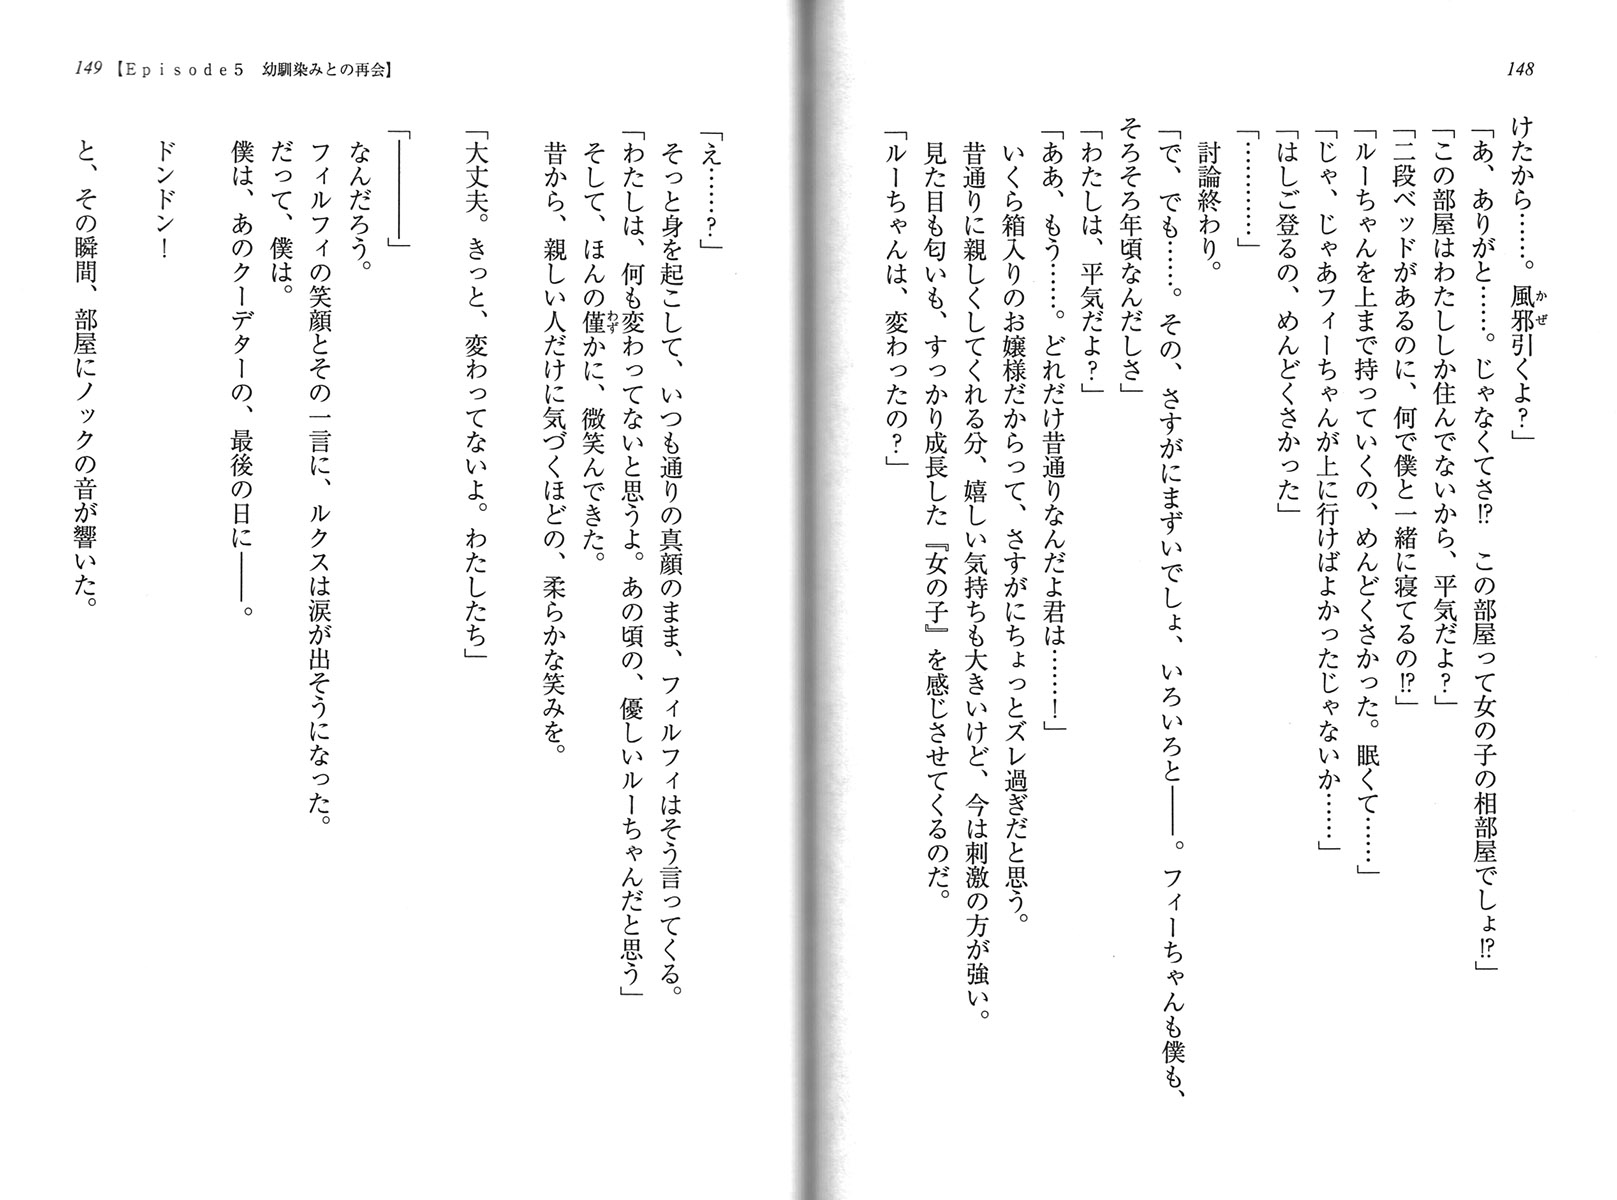 148
けたから……。風邪引くよ？」
「あ、ありがと……。じゃなくてさ!?　この部屋って女の子の相部屋でしょ!?」
「この部屋はわたししか住んでないから、平気だよ？」
「二段ベッドがあるのに、何で僕と一緒に寝てるの!?」
「ルーちゃんを上まで持っていくの、めんどくさかった。眠くて……」
「じゃ、じゃあフィーちゃんが上に行けばよかったじゃないか……」
「はしご登るの、めんどくさかった」
「…………」
討論終わり。
「で、でも……。その、さすがにまずいでしょ、いろいろと――。フィーちゃんも僕も、
そろそろ年頃なんだしさ」
「わたしは、平気だよ？」
「ああ、もう……。どれだけ昔通りなんだよ君は……！」
いくら箱入りのお嬢様だからって、さすがにちょっとズレ過ぎだと思う。
昔通りに親しくしてくれる分、嬉しい気持ちも大きいけど、今は刺激の方が強い。
見た目も匂いも、すっかり成長した『女の子』を感じさせてくるのだ。
「ルーちゃんは、変わったの？」
149【Episode5　幼馴染みとの再会】
「え……？」
そっと身を起こして、いつも通りの真顔のまま、フィルフィはそう言ってくる。
「わたしは、何も変わってないと思うよ。あの頃の、優しいルーちゃんだと思う」
そして、ほんの僅かに、微笑んできた。
昔から、親しい人だけに気づくほどの、柔らかな笑みを。
「大丈夫。きっと、変わってないよ。わたしたち」
「――――」
なんだろう。
フィルフィの笑顔とその一言に、ルクスは涙が出そうになった。
だって、僕は。
僕は、あのクーデターの、最後の日に――。
ドンドン！
と、その瞬間、部屋にノックの音が響いた。